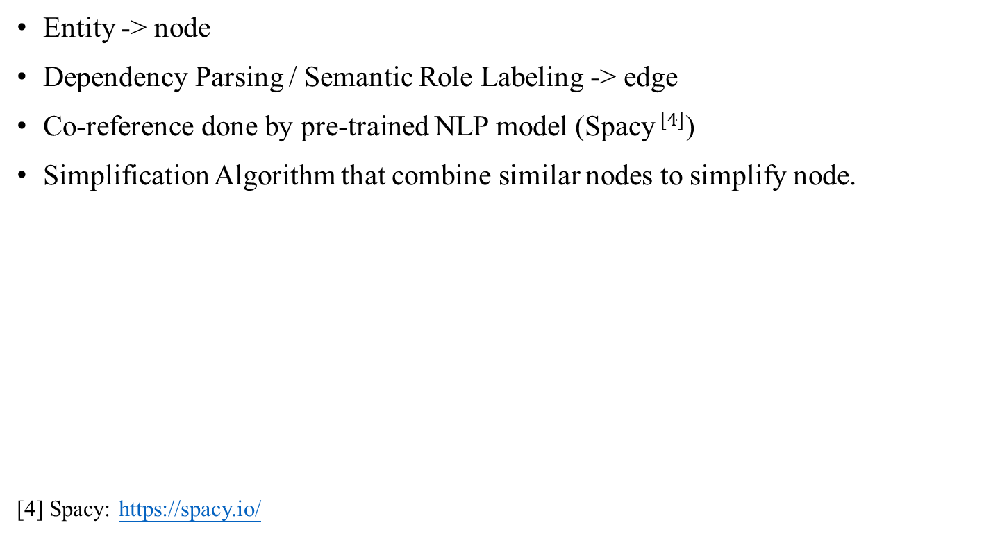 • Entity -> node
• Dependency Parsing / Semantic Role Labeling -> edge
• Co-reference done by pre-trained NLP model (Spacy [4])
• Simplification Algorithm that combine similar nodes to simplify node.
[4] Spacy: https://spacy.io/